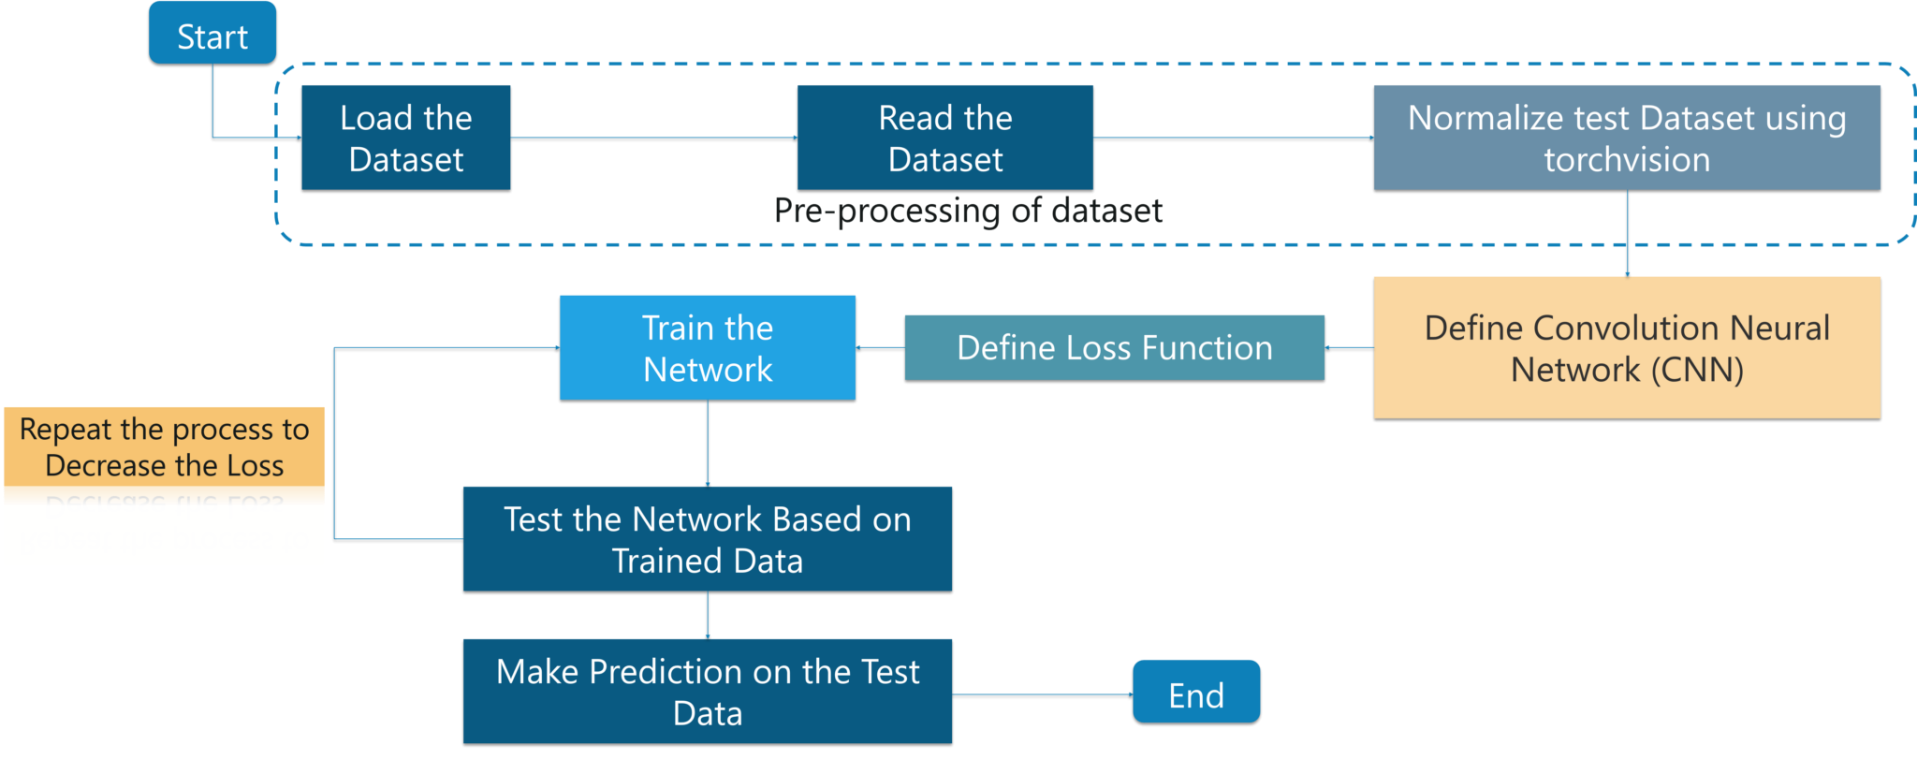 Start
Load the
Dataset
Read the
Dataset
Normalize test Dataset using
torchvision
Pre-processing of dataset
Define Convolution Neural
Network (CNN)
Define Loss Function
Train the
Network
Repeat the process to
Decrease the Loss
Test the Network Based on
Trained Data
Make Prediction on the Test
Data
End